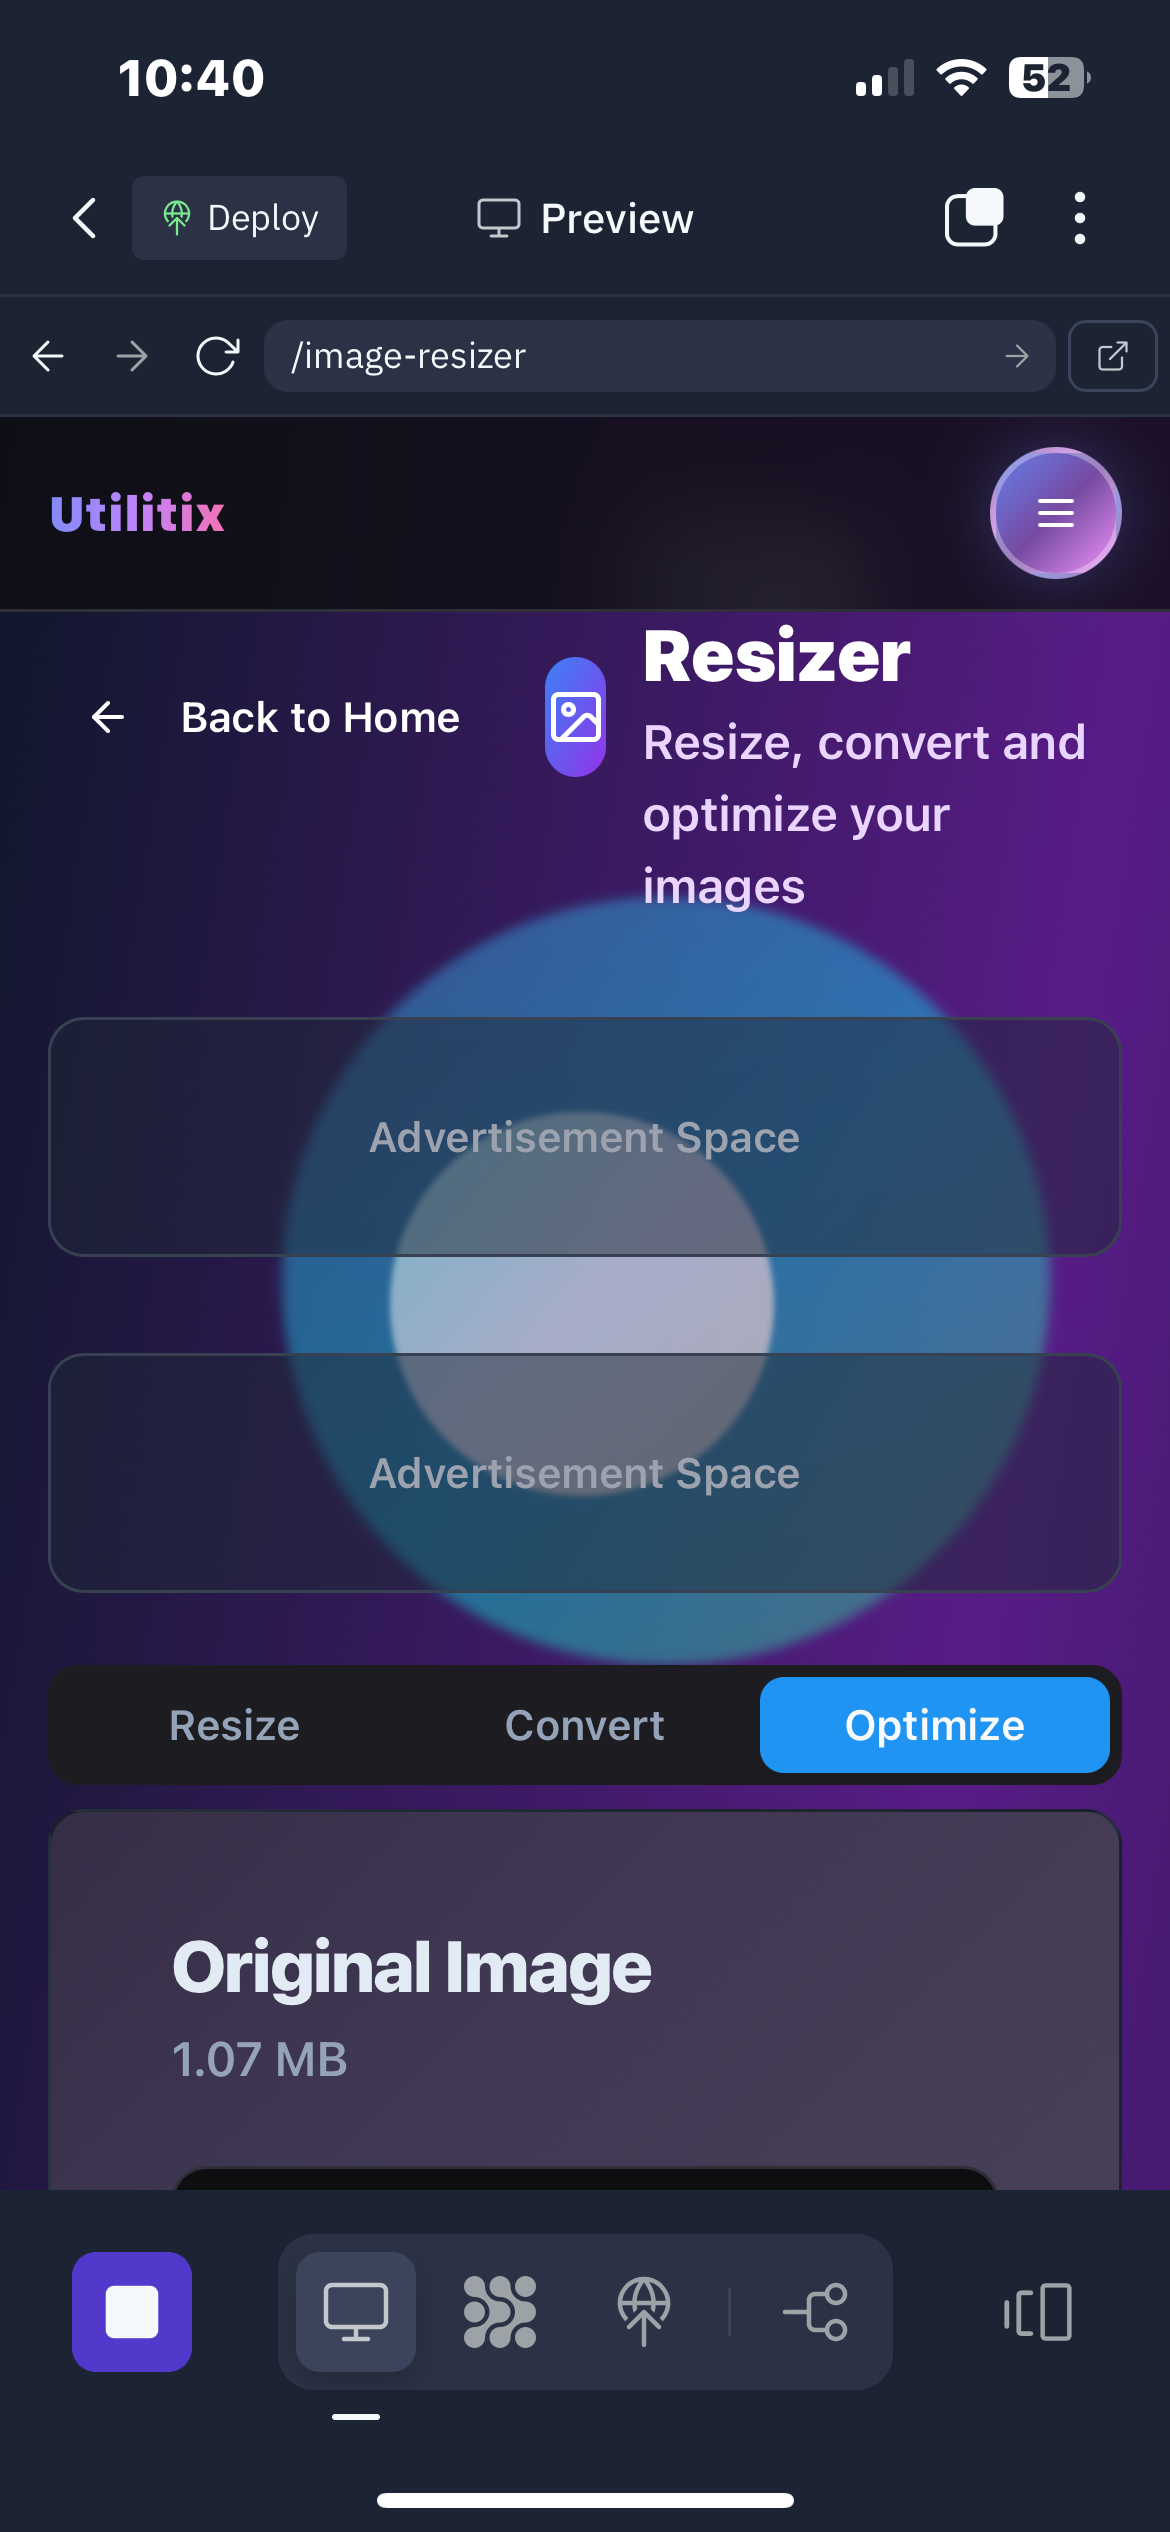 10:40
52
Deploy
Preview
/image-resizer
Utilitix
Back to Home
Resizer
Resize, convert and
optimize your
images
Advertisement Space
Advertisement Space
Resize
Convert
Optimize
Original Image
1.07 MB